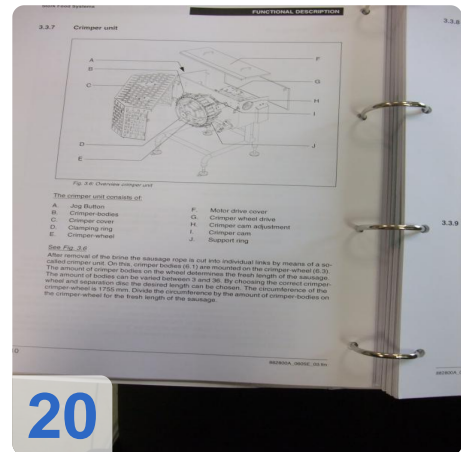 FUNCTIONAL DESCRIPTION
3.3.7 Crimper unit
A
B
C
D
E
F
G
H
I
J
Fig. 3.6 Overview crimper unit
The crimper unit consists of:
A. Jog Button
B. Crimper-bodies
C. Crimper cover
D. Clamping ring
E. Crimper-wheel
F. Motor drive cover
G. Crimper wheel drive
H. Crimper cam adjustment
I. Crimper cam
J. Support ring
See Fig. 3.6
After removal of the brine the sausage rope is cut into individual links by means of a so-
called crimper unit. On this, crimper bodies (6.1) are mounted on the crimper-wheel (6.3).
The amount of crimper bodies on the wheel determines the fresh length of the sausage.
The amount of bodies can be varied between 3 and 36. By choosing the correct crimper-
wheel and separation disc the desired length can be chosen. The circumference of the
crimper-wheel is 1755 mm. Divide the circumference by the amount of crimper-bodies on
the crimper-wheel for the fresh length of the sausage.
3.3.8
3.3.9
20